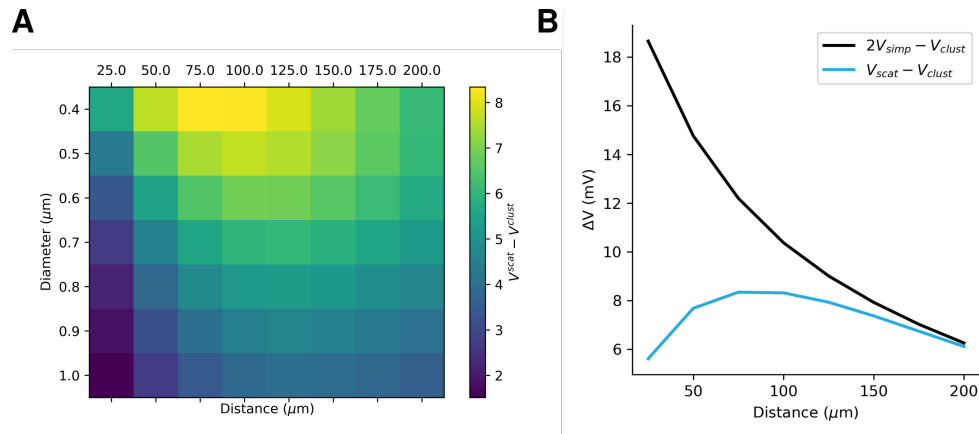 A
25.0 50.0 75.0 100.0 125.0 150.0 175.0 200.0
0.4
0.5
0.6
0.7
0.8
0.9
1.0
Diameter (μm)
Distance (μm)
8
7
6
5
4
3
2
V^scat − V^clust
B
2V_simp − V_clust
V_scat − V_clust
18
16
14
12
10
8
6
ΔV (mV)
50 100 150 200
Distance (μm)